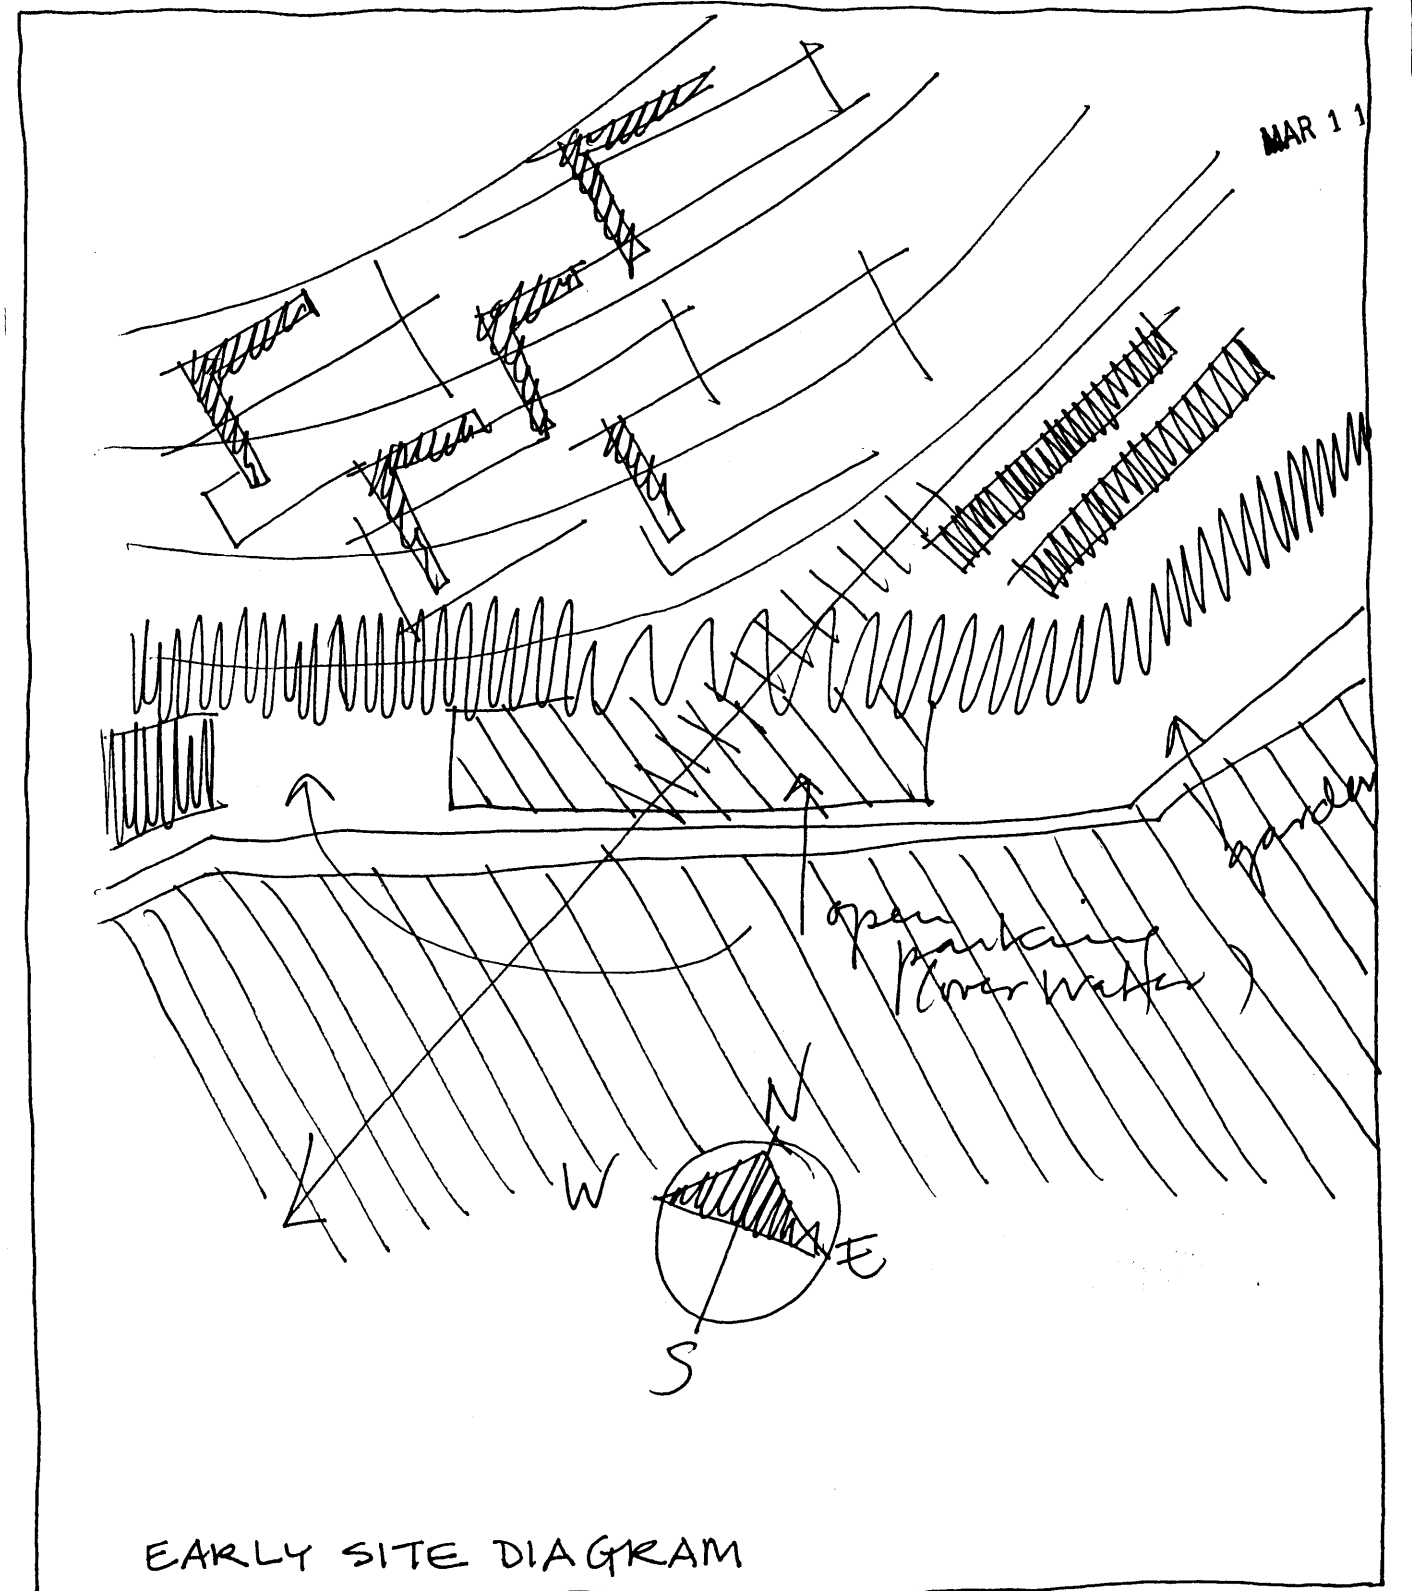 MAR 1 1
garden
open
parking
(over water)
N
W
E
S
EARLY SITE DIAGRAM